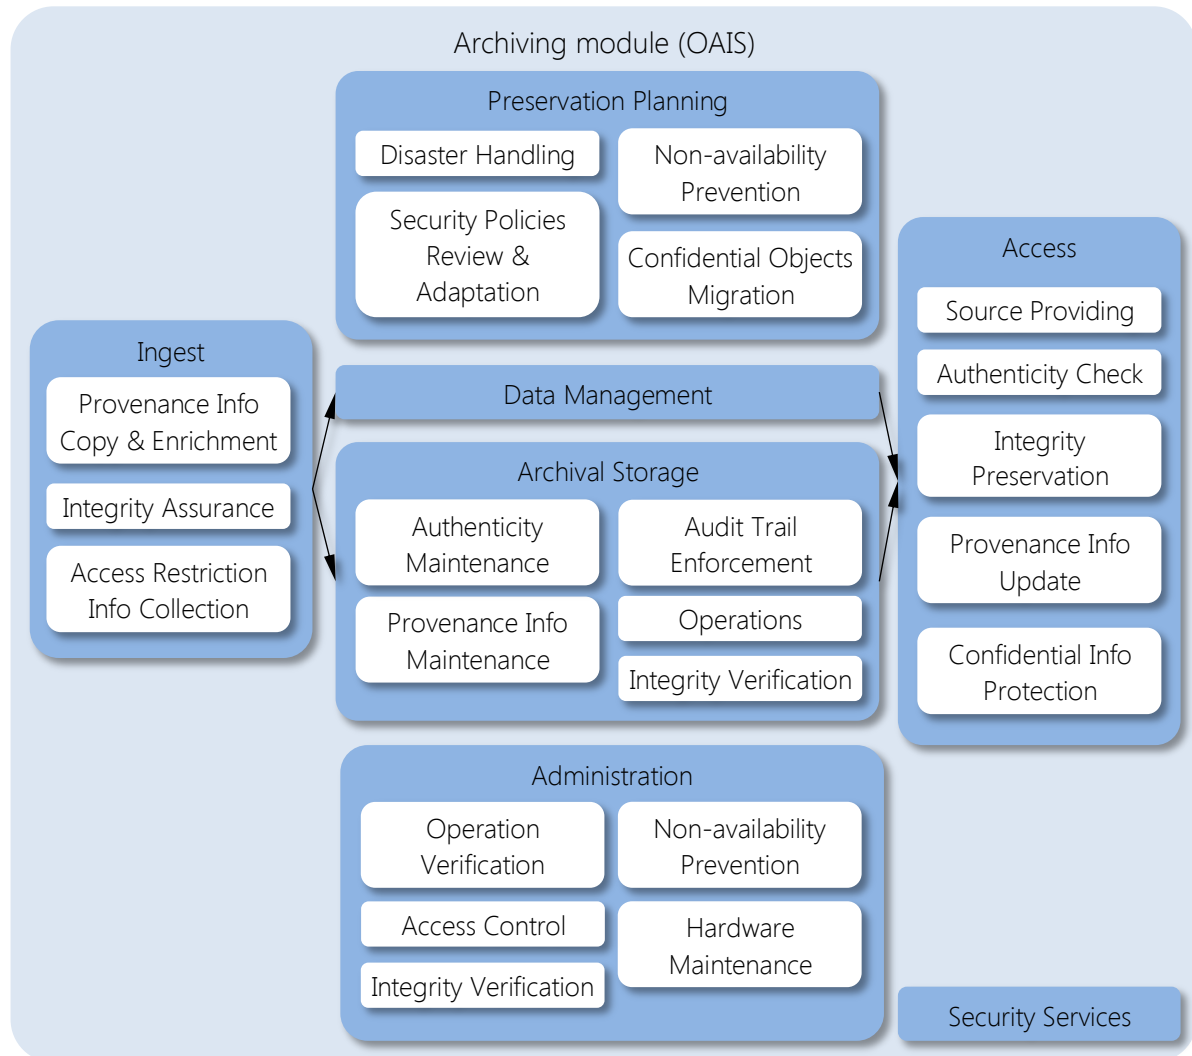 Archiving module (OAIS)
Preservation Planning
Disaster Handling
Non-availability
Prevention
Security Policies
Review &
Adaptation
Confidential Objects
Migration
Ingest
Provenance Info
Copy & Enrichment
Integrity Assurance
Access Restriction
Info Collection
Data Management
Archival Storage
Authenticity
Maintenance
Audit Trail
Enforcement
Provenance Info
Maintenance
Operations
Integrity Verification
Access
Source Providing
Authenticity Check
Integrity
Preservation
Provenance Info
Update
Confidential Info
Protection
Administration
Operation
Verification
Non-availability
Prevention
Access Control
Hardware
Maintenance
Integrity Verification
Security Services